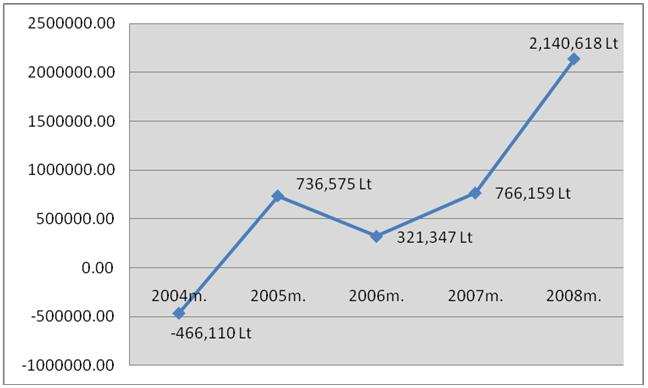 2500000.00
2,140,618 Lt
2000000.00
1500000.00
1000000.00
736,575 Lt
766,159 Lt
500000.00
321,347 Lt
0.00
2004m. 2005m. 2006m. 2007m. 2008m.
-500000.00
-466,110 Lt
-1000000.00